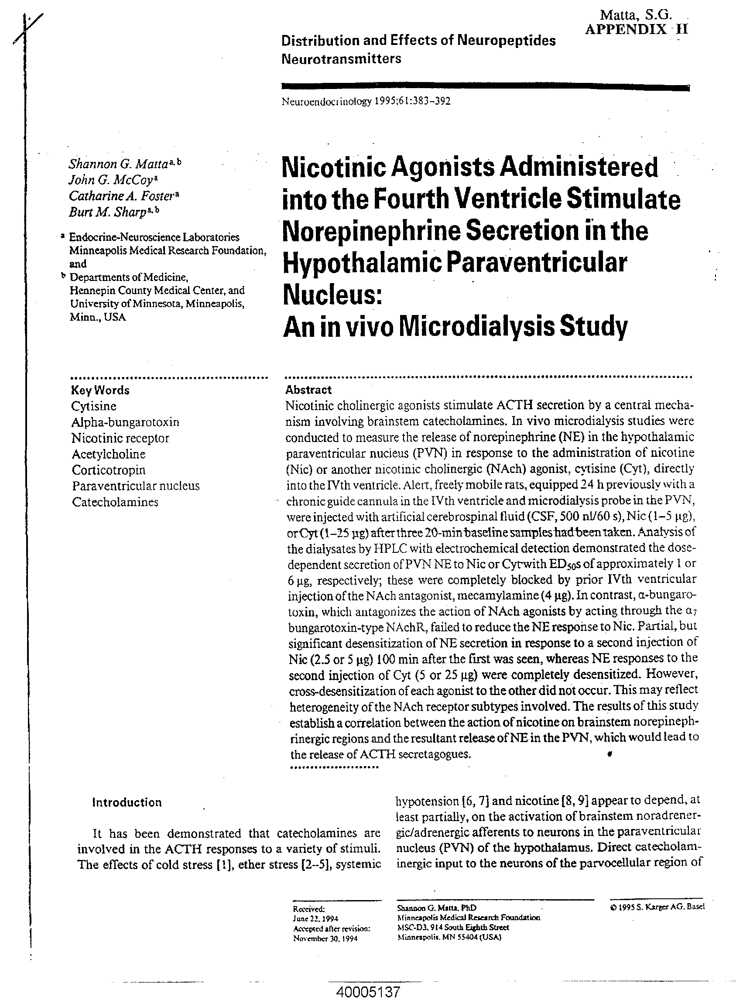 Matta, S.G.
APPENDIX II
Distribution and Effects of Neuropeptides
Neurotransmitters
Neuroendocrinology 1995;61:383–392
Shannon G. Matta a, b
John G. McCoy a
Catharine A. Foster a
Burt M. Sharp a, b
a Endocrine-Neuroscience Laboratories
Minneapolis Medical Research Foundation,
and
b Departments of Medicine,
Hennepin County Medical Center, and
University of Minnesota, Minneapolis,
Minn., USA
Nicotinic Agonists Administered
into the Fourth Ventricle Stimulate
Norepinephrine Secretion in the
Hypothalamic Paraventricular
Nucleus:
An in vivo Microdialysis Study
Key Words
Cytisine
Alpha-bungarotoxin
Nicotinic receptor
Acetylcholine
Corticotropin
Paraventricular nucleus
Catecholamines
Abstract
Nicotinic cholinergic agonists stimulate ACTH secretion by a central mecha-
nism involving brainstem catecholamines. In vivo microdialysis studies were
conducted to measure the release of norepinephrine (NE) in the hypothalamic
paraventricular nucleus (PVN) in response to the administration of nicotine
(Nic) or another nicotinic cholinergic (NAch) agonist, cytisine (Cyt), directly
into the IVth ventricle. Alert, freely mobile rats, equipped 24 h previously with a
chronic guide cannula in the IVth ventricle and microdialysis probe in the PVN,
were injected with artificial cerebrospinal fluid (CSF, 500 nl/60 s), Nic (1–5 µg),
or Cyt (1–25 µg) after three 20-min baseline samples had been taken. Analysis of
the dialysates by HPLC with electrochemical detection demonstrated the dose-
dependent secretion of PVN NE to Nic or Cyt with ED50s of approximately 1 or
6 µg, respectively; these were completely blocked by prior IVth ventricular
injection of the NAch antagonist, mecamylamine (4 µg). In contrast, α-bungaro-
toxin, which antagonizes the action of NAch agonists by acting through the α7
bungarotoxin-type NAchR, failed to reduce the NE response to Nic. Partial, but
significant desensitization of NE secretion in response to a second injection of
Nic (2.5 or 5 µg) 100 min after the first was seen, whereas NE responses to the
second injection of Cyt (5 or 25 µg) were completely desensitized. However,
cross-desensitization of each agonist to the other did not occur. This may reflect
heterogeneity of the NAch receptor subtypes involved. The results of this study
establish a correlation between the action of nicotine on brainstem norepineph-
rinergic regions and the resultant release of NE in the PVN, which would lead to
the release of ACTH secretagogues.
Introduction
It has been demonstrated that catecholamines are
involved in the ACTH responses to a variety of stimuli.
The effects of cold stress [1], ether stress [2–5], systemic
hypotension [6, 7] and nicotine [8, 9] appear to depend, at
least partially, on the activation of brainstem noradrener-
gic/adrenergic afferents to neurons in the paraventricular
nucleus (PVN) of the hypothalamus. Direct catecholam-
inergic input to the neurons of the parvocellular region of
Received:
June 22, 1994
Accepted after revision:
November 30, 1994
Shannon G. Matta, PhD
Minneapolis Medical Research Foundation
MSC-D3, 914 South Eighth Street
Minneapolis, MN 55404 (USA)
© 1995 S. Karger AG, Basel
40005137